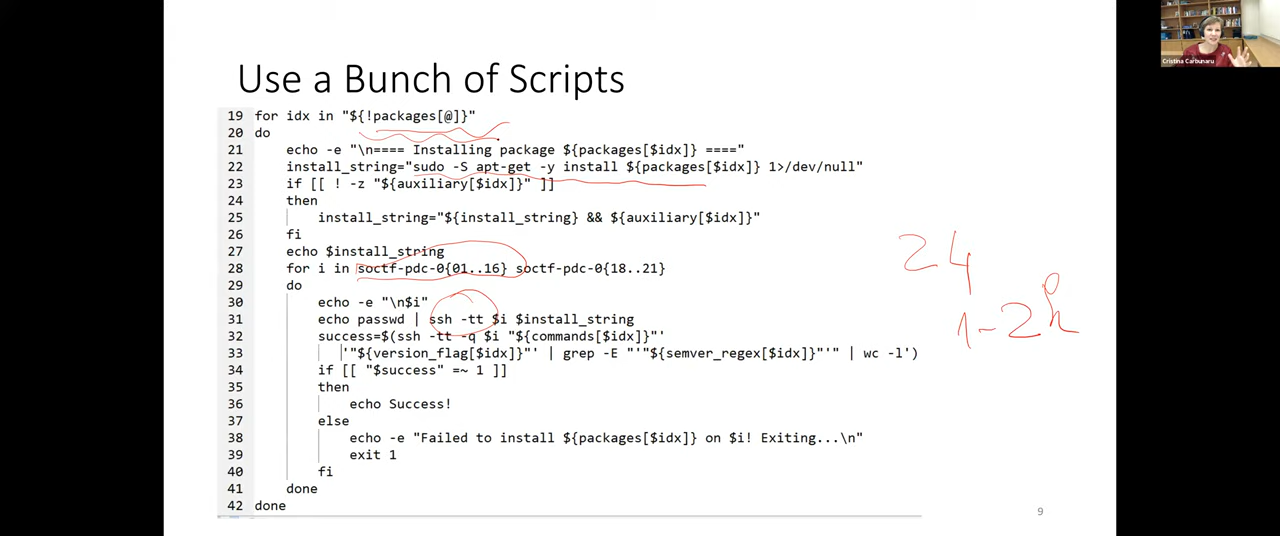 Cristina Carbunaru
Use a Bunch of Scripts
19 for idx in "${!packages[@]}"
20 do
21 echo -e "\n==== Installing package ${packages[$idx]} ===="
22 install_string="sudo -S apt-get -y install ${packages[$idx]} 1>/dev/null"
23 if [[ ! -z "${auxiliary[$idx]}" ]]
24 then
25 install_string="${install_string} && ${auxiliary[$idx]}"
26 fi
27 echo $install_string
28 for i in soctf-pdc-0{01..16} soctf-pdc-0{18..21}
29 do
30 echo -e "\n$i"
31 echo passwd | ssh -tt $i $install_string
32 success=$(ssh -tt -q $i "${commands[$idx]}"'
33 '"${version_flag[$idx]}"' | grep -E "'"${semver_regex[$idx]}"'" | wc -l')
34 if [[ "$success" =~ 1 ]]
35 then
36 echo Success!
37 else
38 echo -e "Failed to install ${packages[$idx]} on $i! Exiting...\n"
39 exit 1
40 fi
41 done
42 done
24
1-2h
9